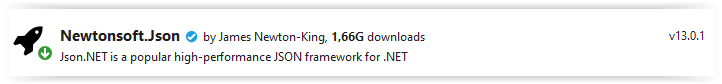 Newtonsoft.Json by James Newton-King, 1,66G downloads v13.0.1
Json.NET is a popular high-performance JSON framework for .NET